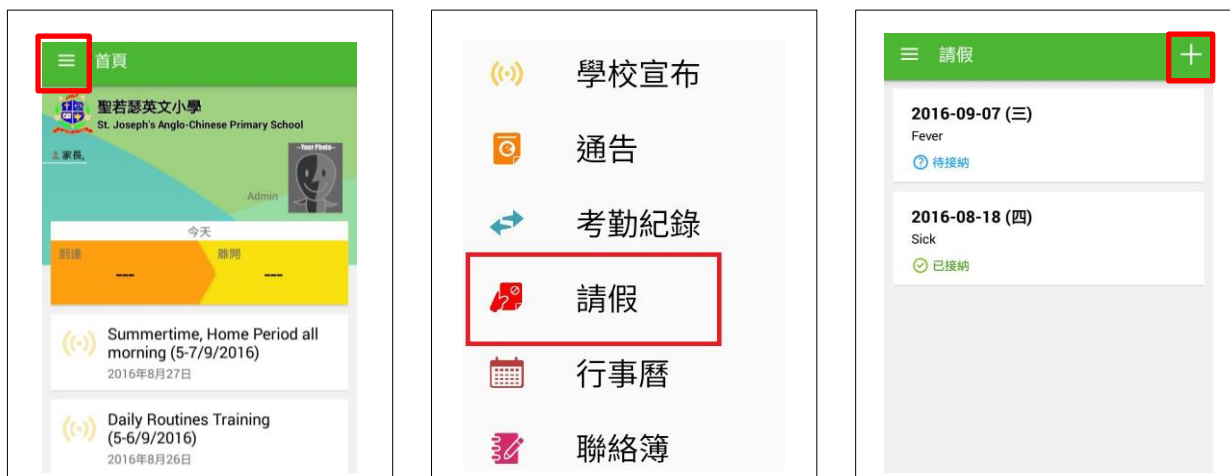 首頁
聖若瑟英文小學
St. Joseph's Anglo-Chinese Primary School
家長,
--Your Photo--
Admin
今天
到達
離開
---
---
Summertime, Home Period all
morning (5-7/9/2016)
2016年8月27日
Daily Routines Training
(5-6/9/2016)
2016年8月26日
學校宣布
通告
考勤紀錄
請假
行事曆
聯絡簿
請假
2016-09-07 (三)
Fever
待接納
2016-08-18 (四)
Sick
已接納